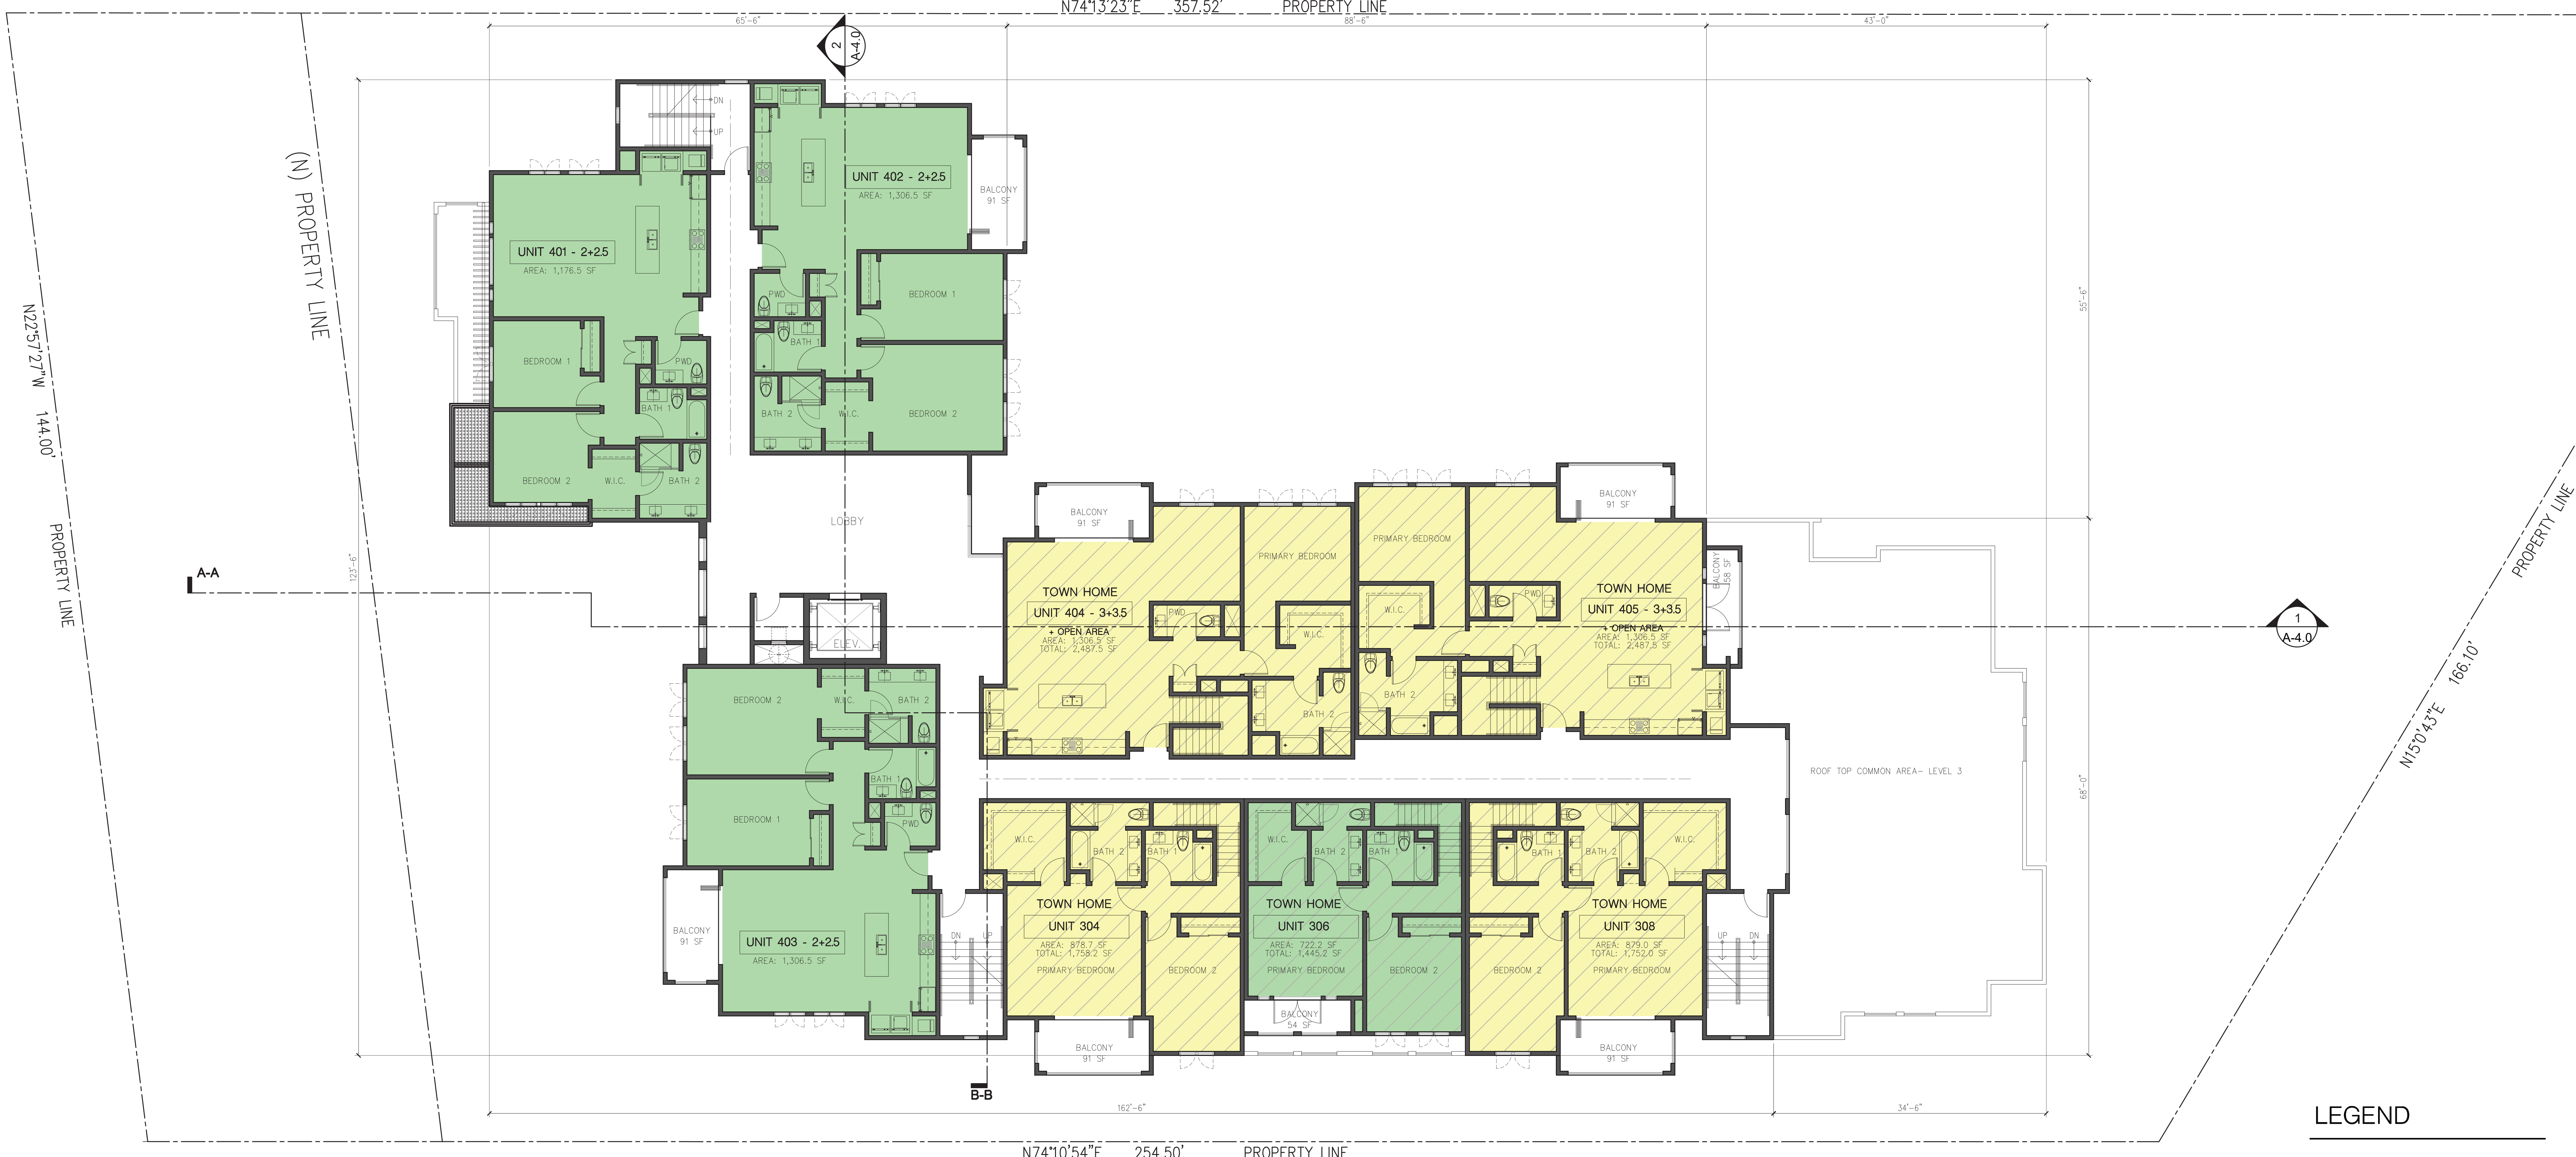 N74°13'23"E 357.52' PROPERTY LINE
65'-6"
88'-6"
43'-0"
2
A-4.0
(N) PROPERTY LINE
N22°57'27"W 144.00' PROPERTY LINE
123'-6"
55'-6"
68'-0"
DN
UP
UNIT 401 - 2+2.5
AREA: 1,176.5 SF
BEDROOM 1
PWD
BATH 1
BEDROOM 2
W.I.C.
BATH 2
UNIT 402 - 2+2.5
AREA: 1,306.5 SF
BALCONY
91 SF
PWD
BEDROOM 1
BATH 1
BATH 2
W.I.C.
BEDROOM 2
LOBBY
ELEV.
A-A
BALCONY
91 SF
PRIMARY BEDROOM
TOWN HOME
UNIT 404 - 3+3.5
+ OPEN AREA
AREA: 1,306.5 SF
TOTAL: 2,487.5 SF
PWD
W.I.C.
BATH 2
PRIMARY BEDROOM
BALCONY
91 SF
W.I.C.
PWD
TOWN HOME
UNIT 405 - 3+3.5
+ OPEN AREA
AREA: 1,306.5 SF
TOTAL: 2,487.5 SF
BATH 2
BALCONY
58 SF
1
A-4.0
PROPERTY LINE
N15°0'43"E 166.10'
ROOF TOP COMMON AREA- LEVEL 3
BEDROOM 2
W.I.C.
BATH 2
BATH 1
BEDROOM 1
PWD
BALCONY
91 SF
UNIT 403 - 2+2.5
AREA: 1,306.5 SF
DN
UP
W.I.C.
BATH 2
BATH 1
TOWN HOME
UNIT 304
AREA: 878.7 SF
TOTAL: 1,758.2 SF
PRIMARY BEDROOM
BEDROOM 2
BALCONY
91 SF
W.I.C.
BATH 2
BATH 1
TOWN HOME
UNIT 306
AREA: 722.2 SF
TOTAL: 1,445.2 SF
PRIMARY BEDROOM
BEDROOM 2
BALCONY
54 SF
BATH 1
BATH 2
W.I.C.
TOWN HOME
UNIT 308
AREA: 879.0 SF
TOTAL: 1,752.0 SF
BEDROOM 2
PRIMARY BEDROOM
BALCONY
91 SF
UP
DN
B-B
162'-6"
34'-6"
LEGEND
N74°10'54"E 254.50' PROPERTY LINE